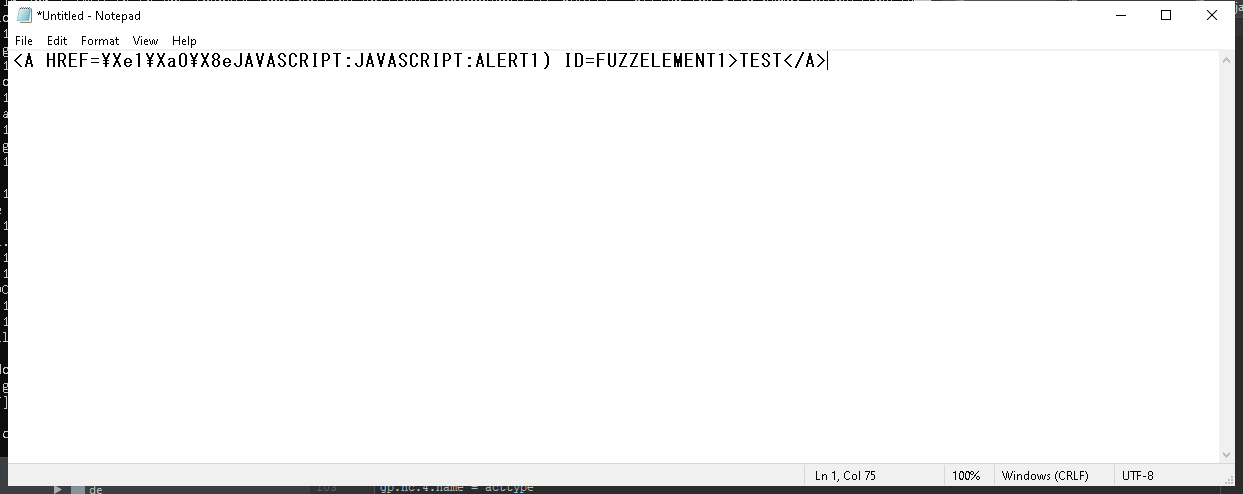 *Untitled - Notepad
File Edit Format View Help
<A HREF=¥Xe1¥Xa0¥X8eJAVASCRIPT:JAVASCRIPT:ALERT1) ID=FUZZELEMENT1>TEST</A>
Ln 1, Col 75 100% Windows (CRLF) UTF-8
de
gp.nc.4.name = acttype